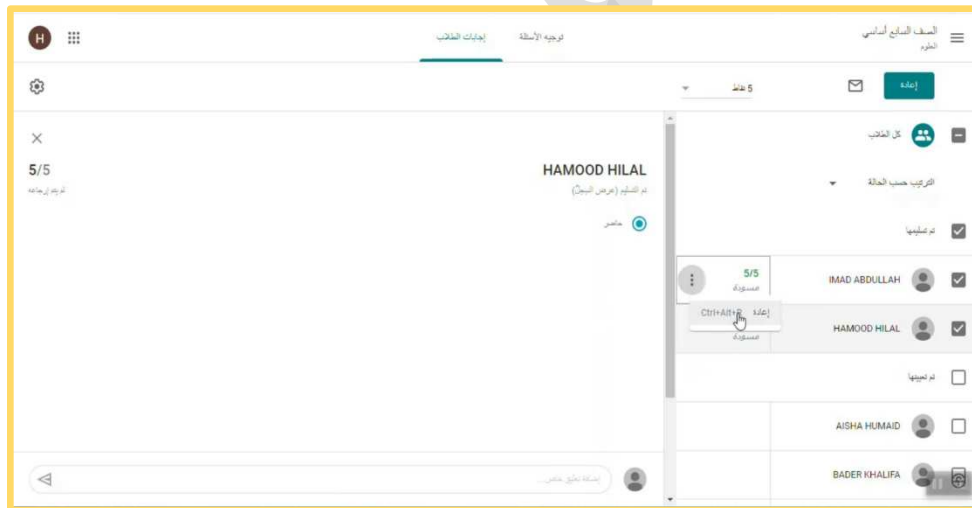 الصف السابع أساسي
العلوم
توجيه الأسئلة
إجابات الطلاب
H
إعادة
5 نقاط
كل الطلاب
الترتيب حسب الحالة
تم تسليمها
IMAD ABDULLAH
5/5
مسودة
إعادة Ctrl+Alt+R
HAMOOD HILAL
مسودة
تم تعيينها
AISHA HUMAID
BADER KHALIFA
HAMOOD HILAL
5/5
تم التسليم (عرض السجلّ)
لم يتم إرجاعه
حاضر
إضافة تعليق خاص...